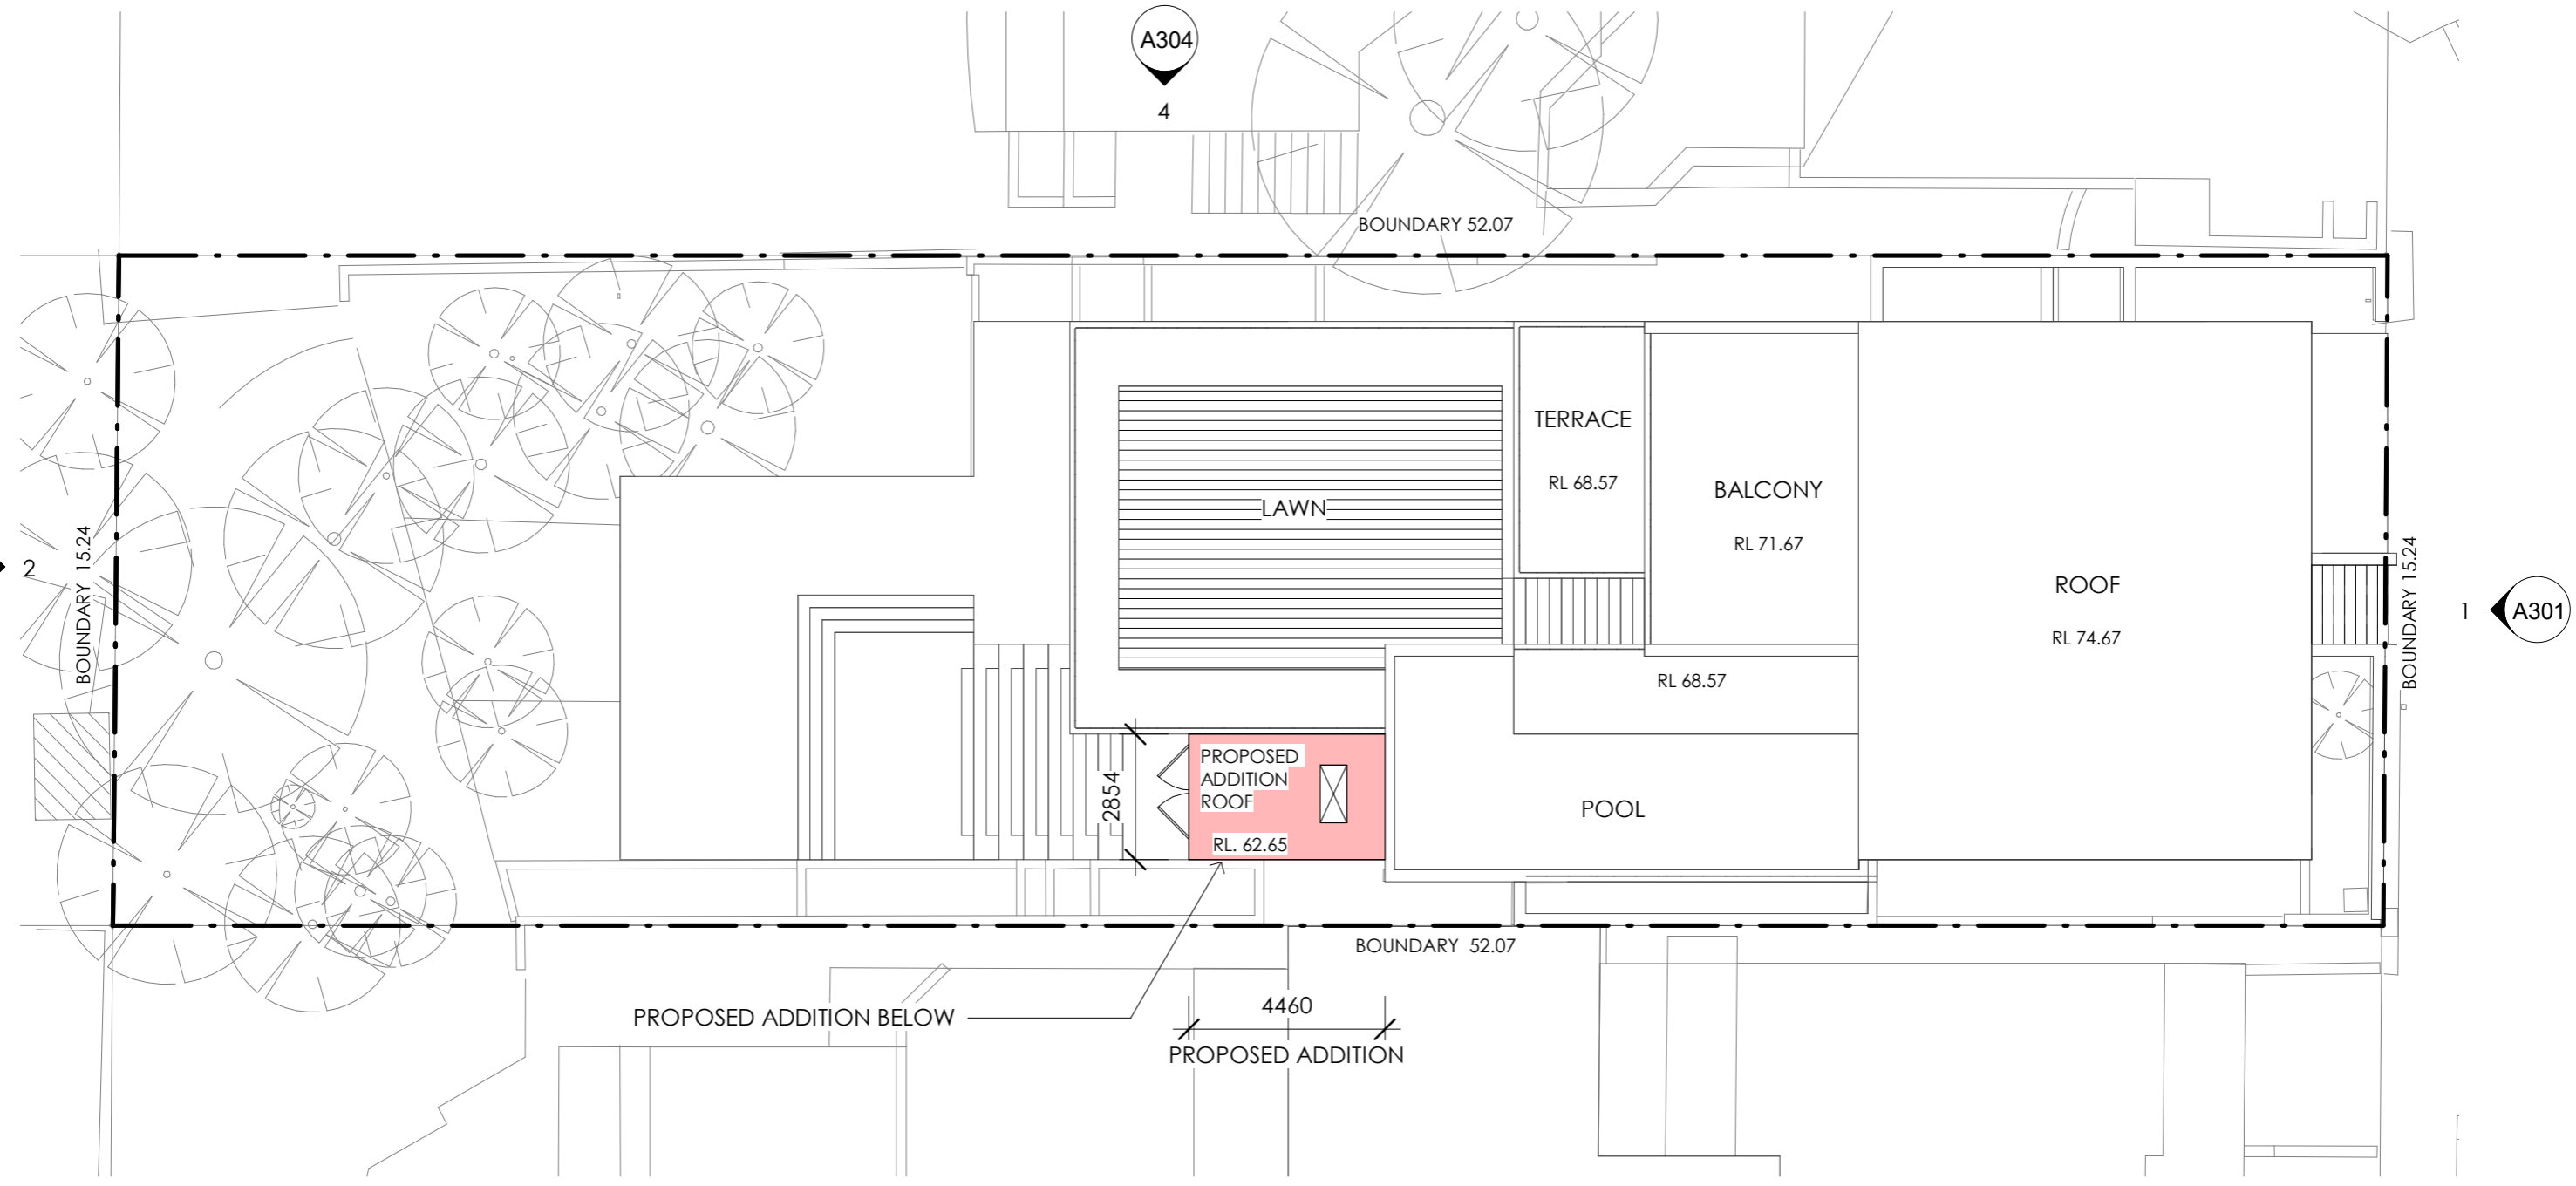 A304
4
BOUNDARY 52.07
TERRACE
RL 68.57
BALCONY
RL 71.67
LAWN
ROOF
RL 74.67
2
BOUNDARY 15.24
BOUNDARY 15.24
1
A301
RL 68.57
PROPOSED
ADDITION
ROOF
RL. 62.65
2854
POOL
BOUNDARY 52.07
PROPOSED ADDITION BELOW
4460
PROPOSED ADDITION